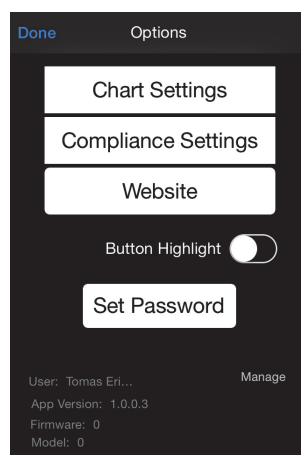 Done Options
Chart Settings
Compliance Settings
Website
Button Highlight
Set Password
User: Tomas Eri... Manage
App Version: 1.0.0.3
Firmware: 0
Model: 0